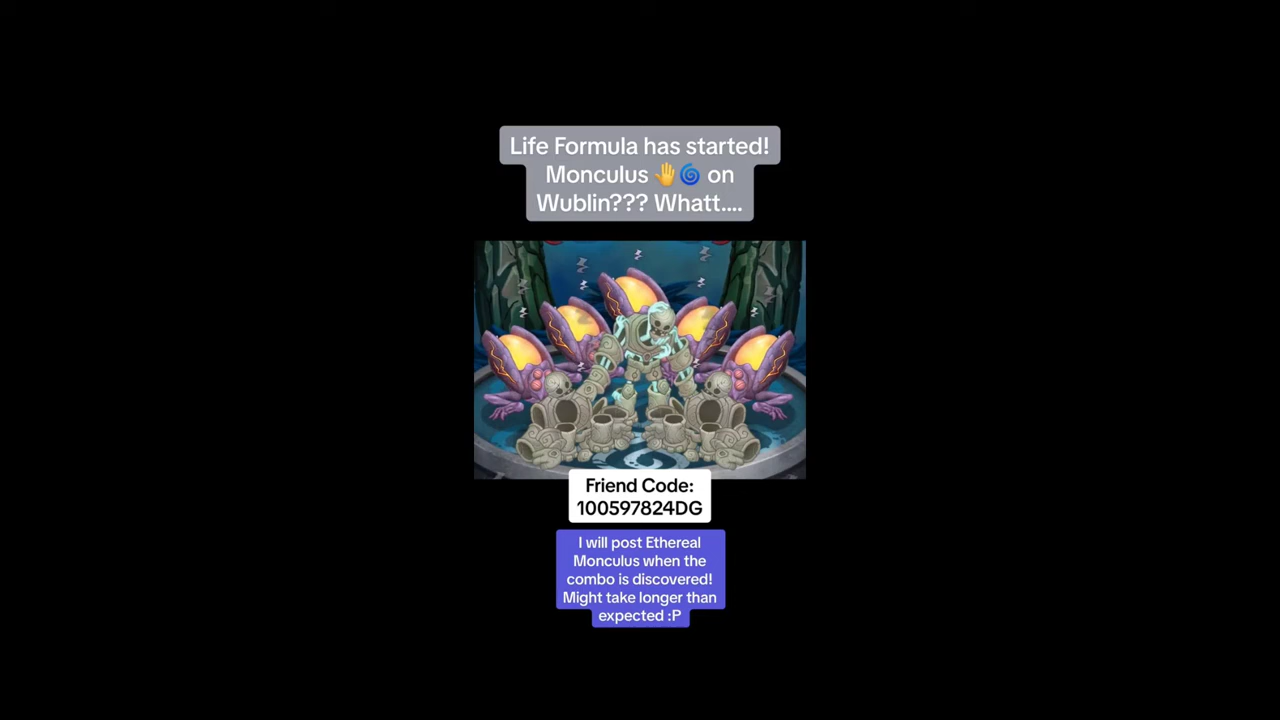 Life Formula has started!
Monculus 🤚🌀 on
Wublin??? Whatt....
Friend Code:
100597824DG
I will post Ethereal
Monculus when the
combo is discovered!
Might take longer than
expected :P